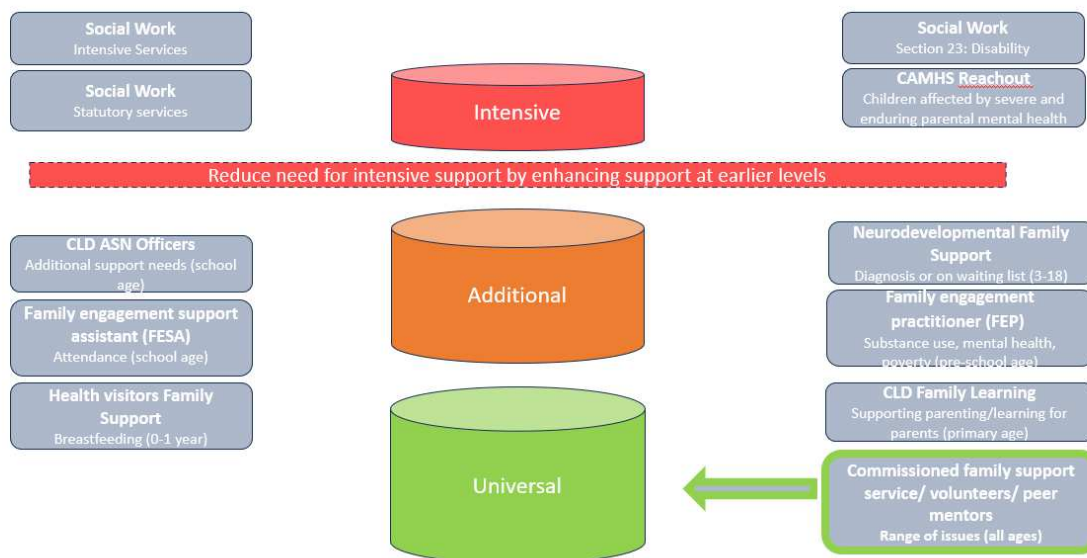 Social Work
Intensive Services
Social Work
Statutory services
Intensive
Social Work
Section 23: Disability
CAMHS Reachout
Children affected by severe and
enduring parental mental health
Reduce need for intensive support by enhancing support at earlier levels
CLD ASN Officers
Additional support needs (school
age)
Family engagement support
assistant (FESA)
Attendance (school age)
Health visitors Family
Support
Breastfeeding (0-1 year)
Additional
Universal
Neurodevelopmental Family
Support
Diagnosis or on waiting list (3-18)
Family engagement
practitioner (FEP)
Substance use, mental health,
poverty (pre-school age)
CLD Family Learning
Supporting parenting/learning for
parents (primary age)
Commissioned family support
service/ volunteers/ peer
mentors
Range of issues (all ages)